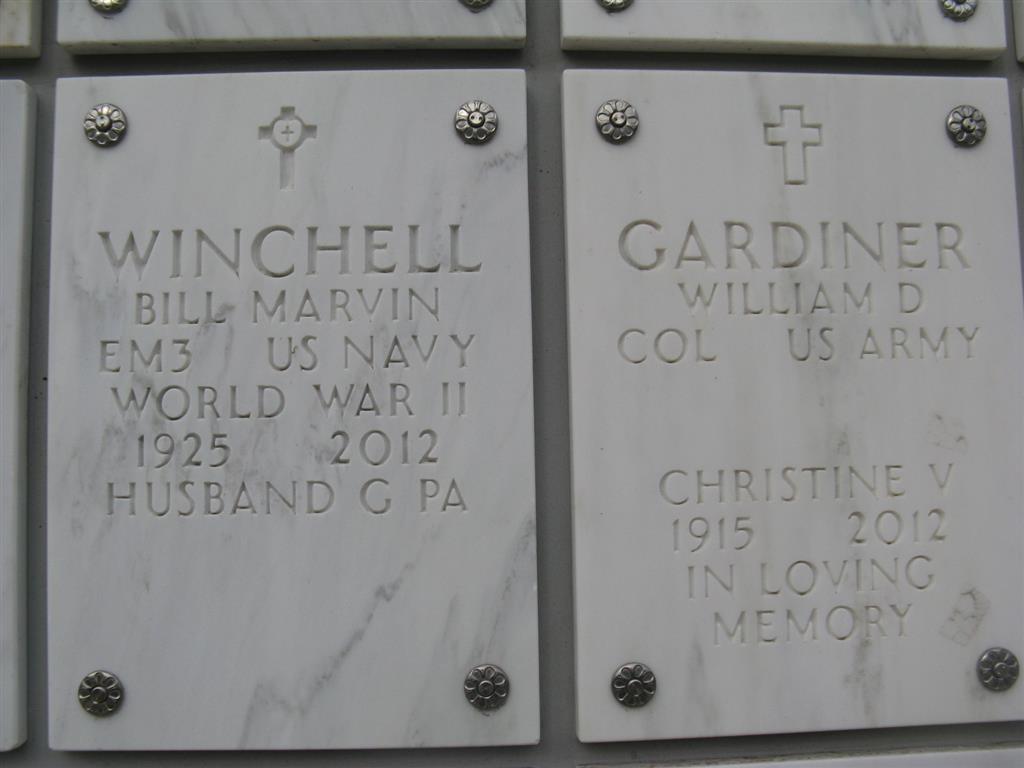 WINCHELL
BILL MARVIN
EM3 US NAVY
WORLD WAR II
1925 2012
HUSBAND G PA
GARDINER
WILLIAM D
COL US ARMY
CHRISTINE V
1915 2012
IN LOVING
MEMORY